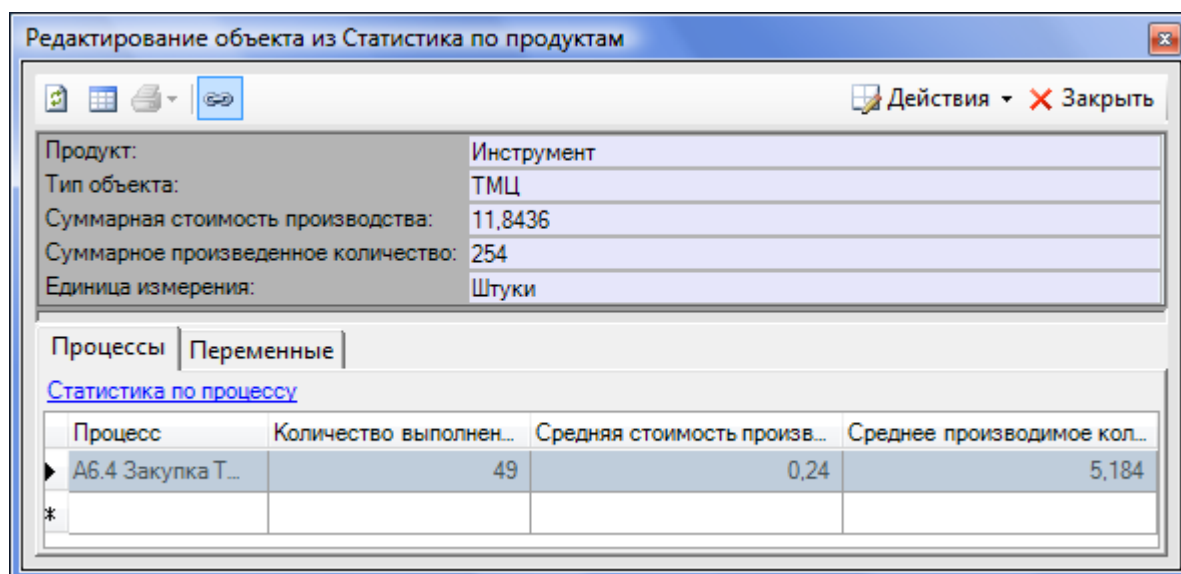 Редактирование объекта из Статистика по продуктам
Действия Закрыть
Продукт: Инструмент
Тип объекта: ТМЦ
Суммарная стоимость производства: 11,8436
Суммарное произведенное количество: 254
Единица измерения: Штуки
Процессы Переменные
Статистика по процессу
Процесс Количество выполнен... Средняя стоимость произв... Среднее производимое кол...
A6.4 Закупка Т... 49 0,24 5,184